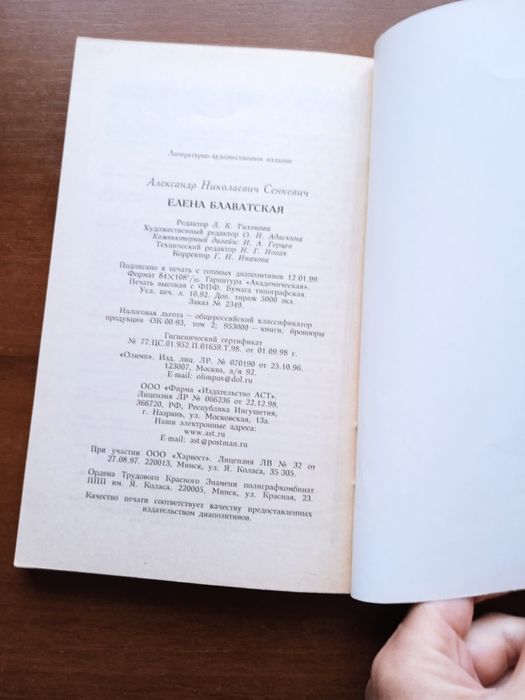 Литературно-художественное издание
Александр Николаевич Сенкевич
ЕЛЕНА БЛАВАТСКАЯ
Редактор Л. К. Тихонова
Художественный редактор О. Н. Адаскина
Компьютерный дизайн: И. А. Герцев
Технический редактор Н. Г. Новак
Корректор Г. И. Иванова
Подписано в печать с готовых диапозитивов 12.01.99.
Формат 84×108¹/₃₂. Гарнитура «Академическая».
Печать высокая с ФПФ. Бумага типографская.
Усл. печ. л. 10,92. Доп. тираж 5000 экз.
Заказ № 2349.
Налоговая льгота — общероссийский классификатор
продукции ОК-00-93, том 2; 953000 — книги, брошюры
Гигиенический сертификат
№ 77.ЦС.01.952.П.01659.Т.98. от 01.09.98 г.
«Олимп». Изд. лиц. ЛР. № 070190 от 25.10.96.
123007, Москва, а/я 92.
E-mail: olimpus@dol.ru
ООО «Фирма «Издательство АСТ».
Лицензия ЛР № 066236 от 22.12.98.
366720, РФ, Республика Ингушетия,
г. Назрань, ул. Московская, 13а.
Наши электронные адреса:
www.ast.ru
E-mail: ast@postman.ru
При участии ООО «Харвест». Лицензия ЛВ № 32 от
27.08.97. 220013, Минск, ул. Я. Коласа, 35-305.
Ордена Трудового Красного Знамени полиграфкомбинат
ППП им. Я. Коласа. 220005, Минск, ул. Красная, 23.
Качество печати соответствует качеству предоставленных
издательством диапозитивов.